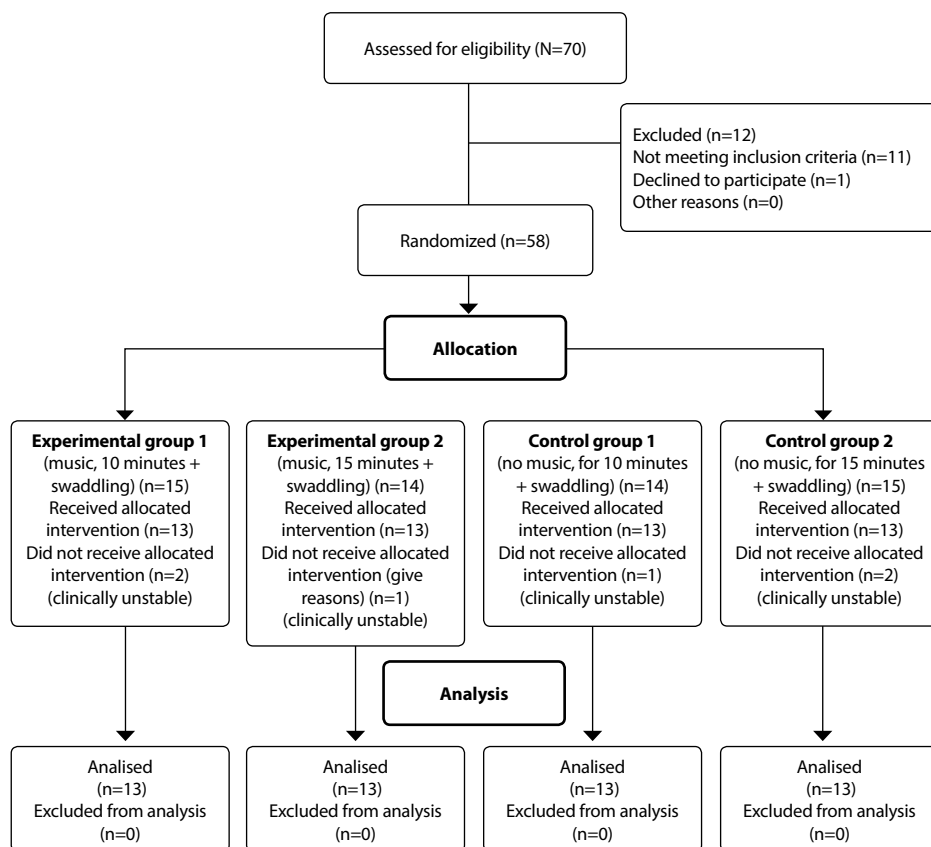 Assessed for eligibility (N=70)
Excluded (n=12)
Not meeting inclusion criteria (n=11)
Declined to participate (n=1)
Other reasons (n=0)
Randomized (n=58)
Allocation
Experimental group 1
(music, 10 minutes +
swaddling) (n=15)
Received allocated
intervention (n=13)
Did not receive allocated
intervention (n=2)
(clinically unstable)
Experimental group 2
(music, 15 minutes +
swaddling) (n=14)
Received allocated
intervention (n=13)
Did not receive allocated
intervention (give
reasons) (n=1)
(clinically unstable)
Control group 1
(no music, for 10 minutes
+ swaddling) (n=14)
Received allocated
intervention (n=13)
Did not receive allocated
intervention (n=1)
(clinically unstable)
Control group 2
(no music, for 15 minutes
+ swaddling) (n=15)
Received allocated
intervention (n=13)
Did not receive allocated
intervention (n=2)
(clinically unstable)
Analysis
Analised
(n=13)
Excluded from analysis
(n=0)
Analised
(n=13)
Excluded from analysis
(n=0)
Analised
(n=13)
Excluded from analysis
(n=0)
Analised
(n=13)
Excluded from analysis
(n=0)